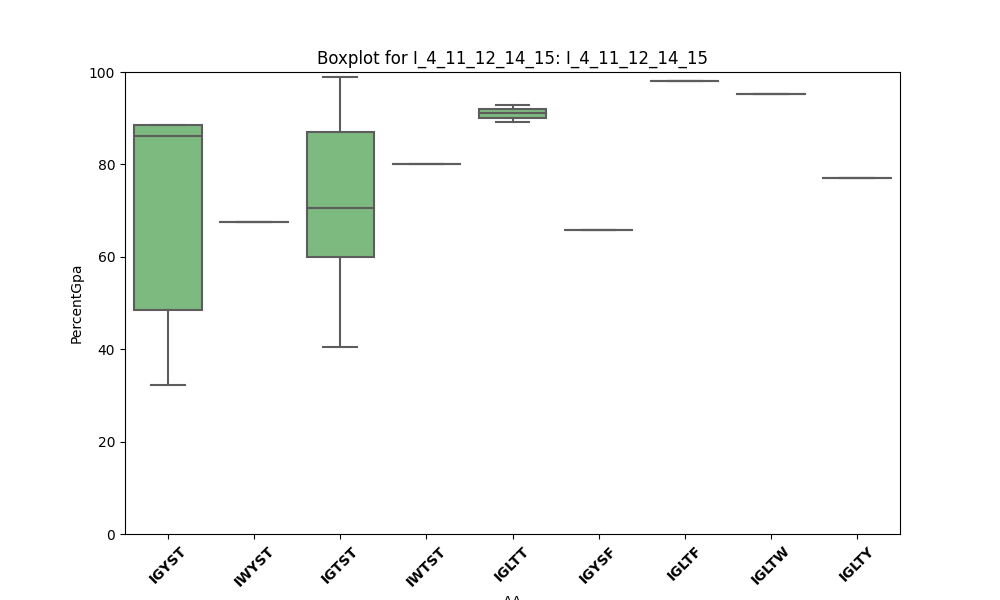 Boxplot for I_4_11_12_14_15: I_4_11_12_14_15
100
80
60
40
20
0
PercentGpa
IGYST IWYST IGTST IWTST IGLTT IGYSF IGLTF IGLTW IGLTY
AA